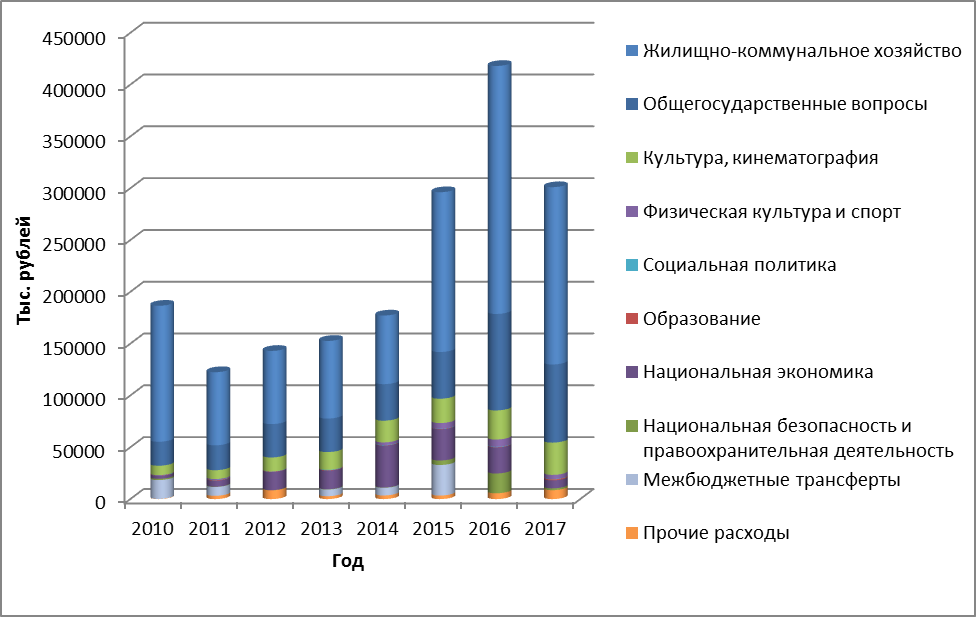 Тыс. рублей
450000
400000
350000
300000
250000
200000
150000
100000
50000
0
2010 2011 2012 2013 2014 2015 2016 2017
Год
Жилищно-коммунальное хозяйство
Общегосударственные вопросы
Культура, кинематография
Физическая культура и спорт
Социальная политика
Образование
Национальная экономика
Национальная безопасность и
правоохранительная деятельность
Межбюджетные трансферты
Прочие расходы